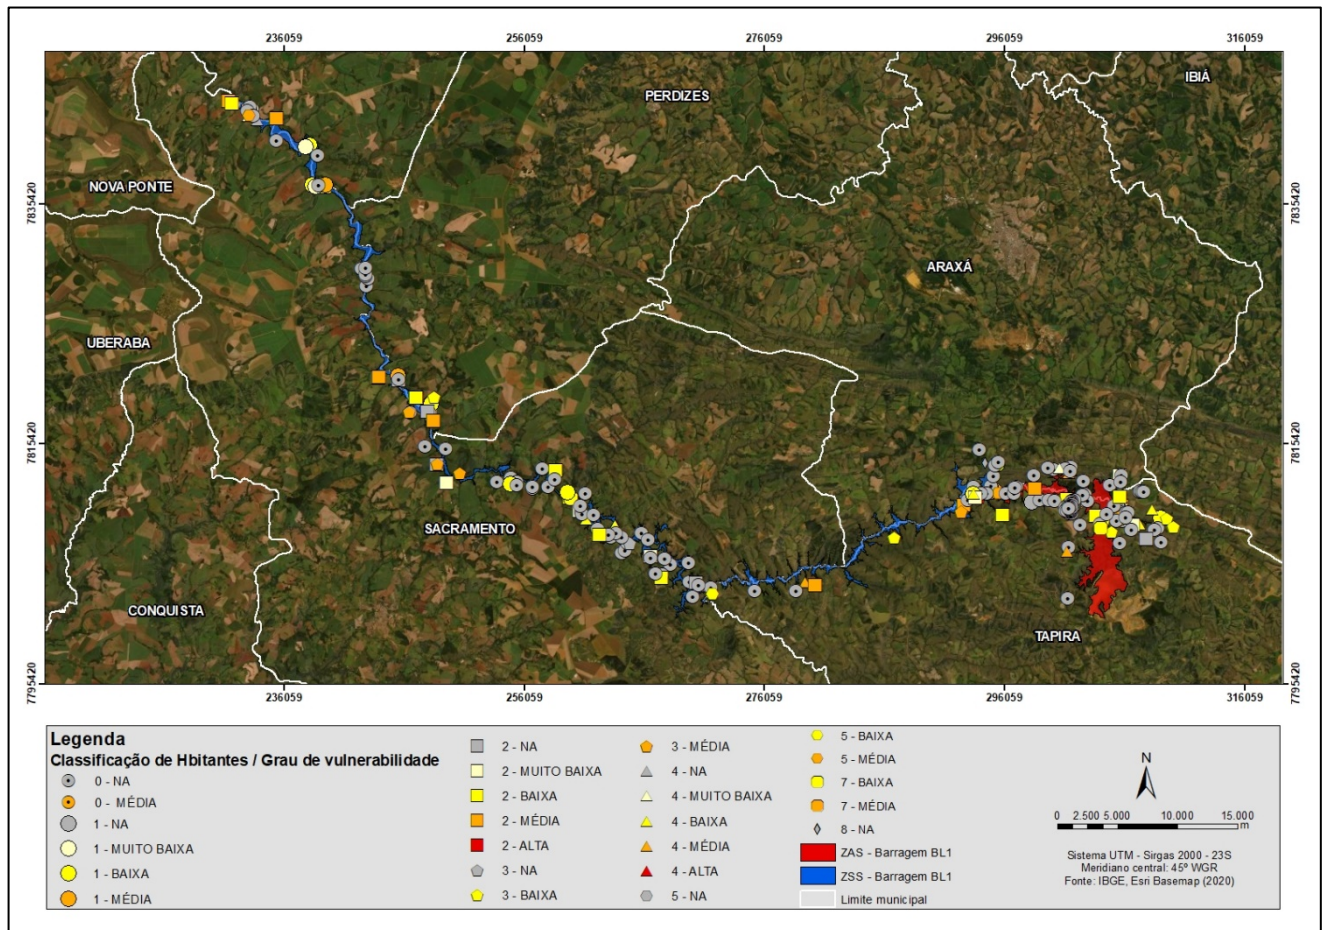 236059
256059
276059
296059
316059
IBIÁ
PERDIZES
NOVA PONTE
7835420
7835420
ARAXÁ
UBERABA
7815420
7815420
SACRAMENTO
CONQUISTA
TAPIRA
7795420
7795420
236059
256059
276059
296059
316059
Legenda
Classificação de Hbitantes / Grau de vulnerabilidade
0 - NA
0 - MÉDIA
1 - NA
1 - MUITO BAIXA
1 - BAIXA
1 - MÉDIA
2 - NA
2 - MUITO BAIXA
2 - BAIXA
2 - MÉDIA
2 - ALTA
3 - NA
3 - BAIXA
3 - MÉDIA
4 - NA
4 - MUITO BAIXA
4 - BAIXA
4 - MÉDIA
4 - ALTA
5 - NA
5 - BAIXA
5 - MÉDIA
7 - BAIXA
7 - MÉDIA
8 - NA
ZAS - Barragem BL1
ZSS - Barragem BL1
Limite municipal
N
0 2.500 5.000 10.000 15.000
m
Sistema UTM - Sirgas 2000 - 23S
Meridiano central: 45º WGR
Fonte: IBGE, Esri Basemap (2020)